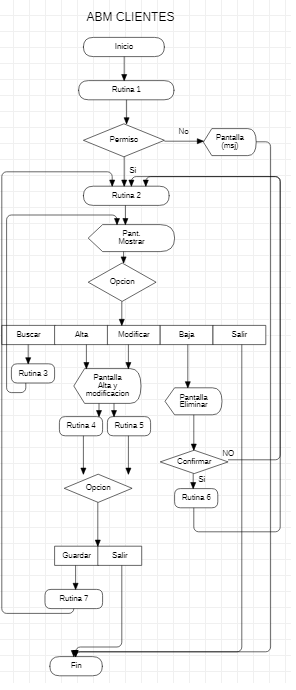 ABM CLIENTES
Inicio
Rutina 1
Permiso
No
Pantalla
(msj)
Si
Rutina 2
Pant.
Mostrar
Opcion
Buscar
Alta
Modificar
Baja
Salir
Rutina 3
Pantalla
Alta y
modificacion
Pantalla
Eliminar
Rutina 4
Rutina 5
Confirmar
NO
Si
Opcion
Rutina 6
Guardar
Salir
Rutina 7
Fin